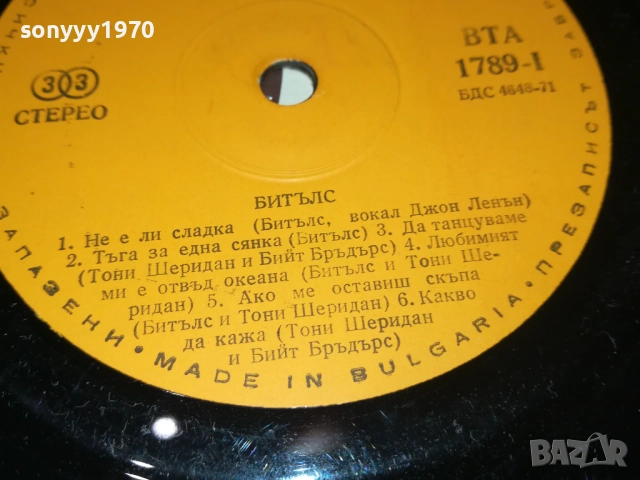 sonyyy1970
33
СТЕРЕО
ВТА
1789-I
БДС 4648-71
БИТЪЛС
1. Не е ли сладка (Битълс, вокал Джон Ленън)
2. Тъга за една сянка (Битълс) 3. Да танцуваме
(Тони Шеридан и Бийт Брѣдърс) 4. Любимият
ми е отвъд океана (Битълс и Тони Ше-
ридан) 5. Ако ме оставиш скъпа
(Битълс и Тони Шеридан) 6. Какво
да кажа (Тони Шеридан
и Бийт Брѣдърс)
ЗАПАЗЕНИ • MADE IN BULGARIA • ПРЕЗАПИСЪТ
BAZAR